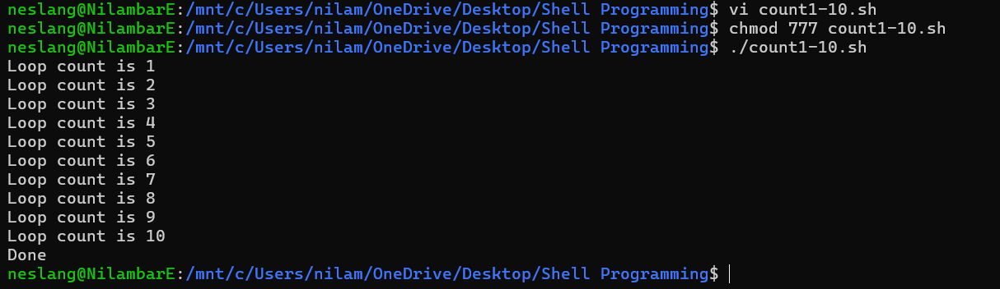 neslang@NilambarE:/mnt/c/Users/nilam/OneDrive/Desktop/Shell Programming$ vi count1-10.sh
neslang@NilambarE:/mnt/c/Users/nilam/OneDrive/Desktop/Shell Programming$ chmod 777 count1-10.sh
neslang@NilambarE:/mnt/c/Users/nilam/OneDrive/Desktop/Shell Programming$ ./count1-10.sh
Loop count is 1
Loop count is 2
Loop count is 3
Loop count is 4
Loop count is 5
Loop count is 6
Loop count is 7
Loop count is 8
Loop count is 9
Loop count is 10
Done
neslang@NilambarE:/mnt/c/Users/nilam/OneDrive/Desktop/Shell Programming$